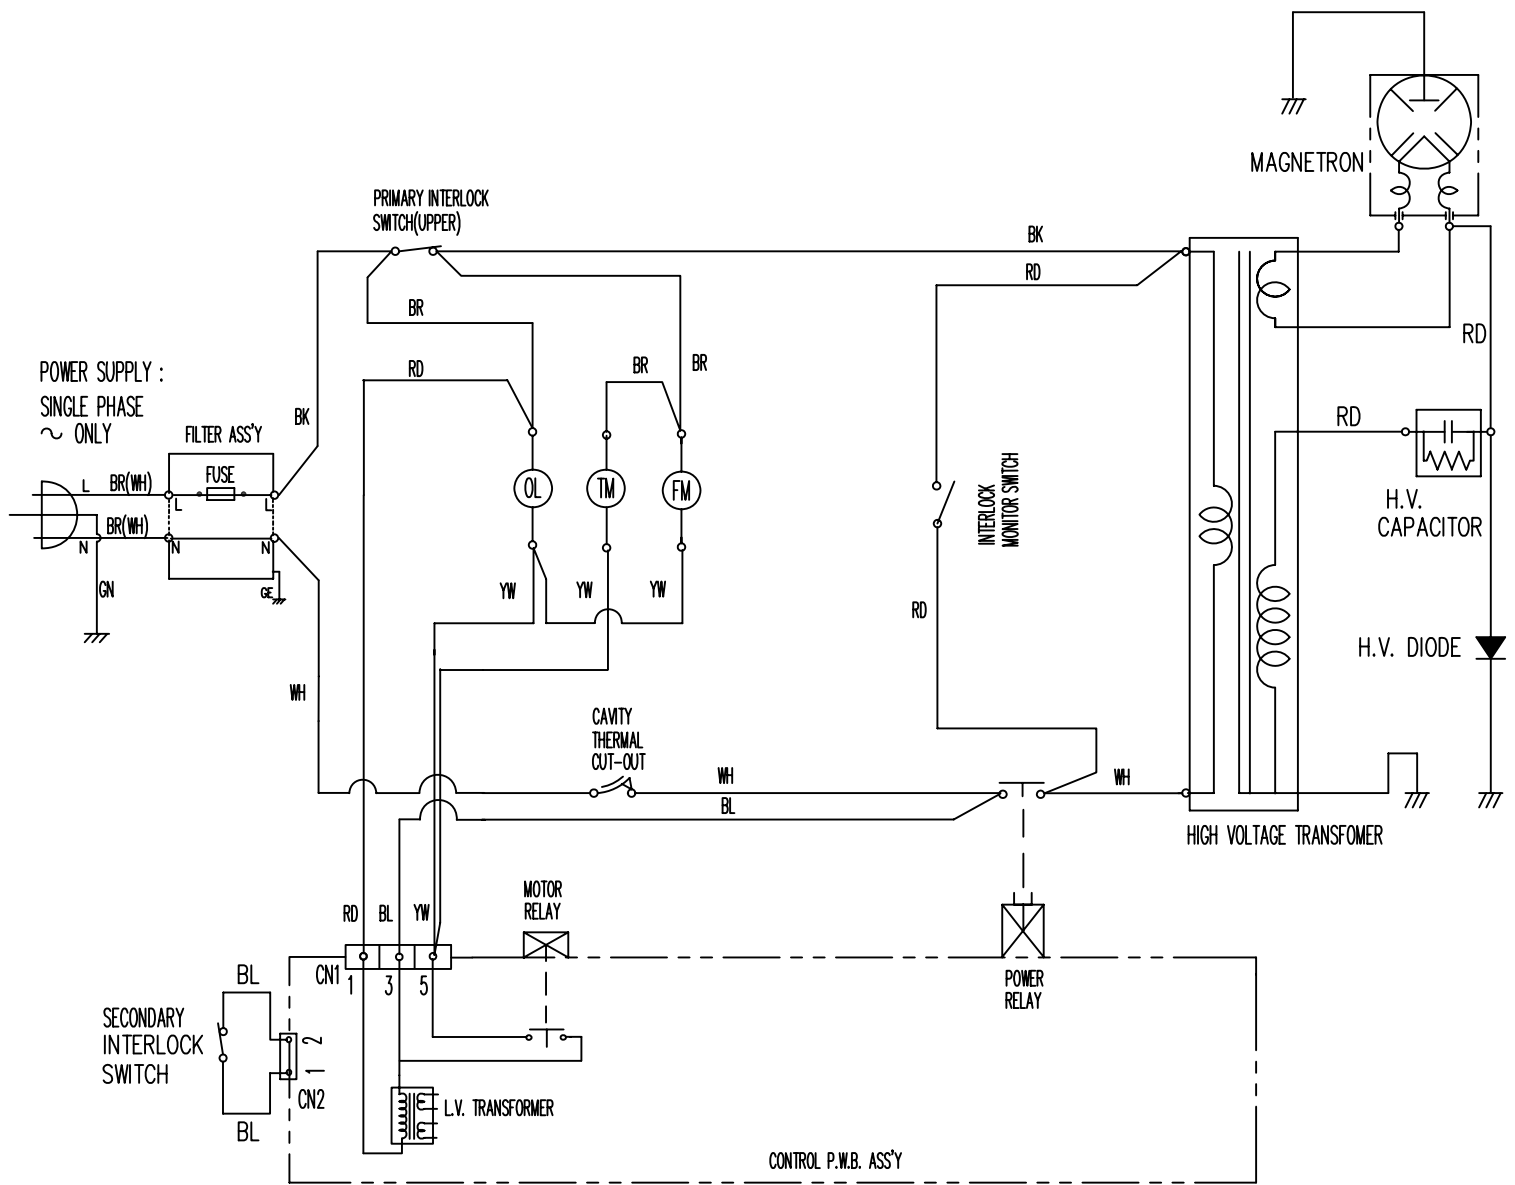 MAGNETRON
PRIMARY INTERLOCK
SWITCH(UPPER)
BK
RD
BR
RD
BR
BR
RD
POWER SUPPLY :
SINGLE PHASE
~ ONLY
BK
FILTER ASS'Y
FUSE
L
BR(WH)
L
L
BR(WH)
N
N
N
GN
GE
RD
OL
TM
FM
INTERLOCK
MONITOR SWITCH
RD
H.V.
CAPACITOR
YW
YW
YW
RD
H.V. DIODE
WH
CAVITY
THERMAL
CUT-OUT
WH
BL
WH
HIGH VOLTAGE TRANSFOMER
RD
BL
YW
MOTOR
RELAY
CN1
1
3
5
POWER
RELAY
BL
SECONDARY
INTERLOCK
SWITCH
2
1
CN2
BL
L.V. TRANSFORMER
CONTROL P.W.B. ASS'Y